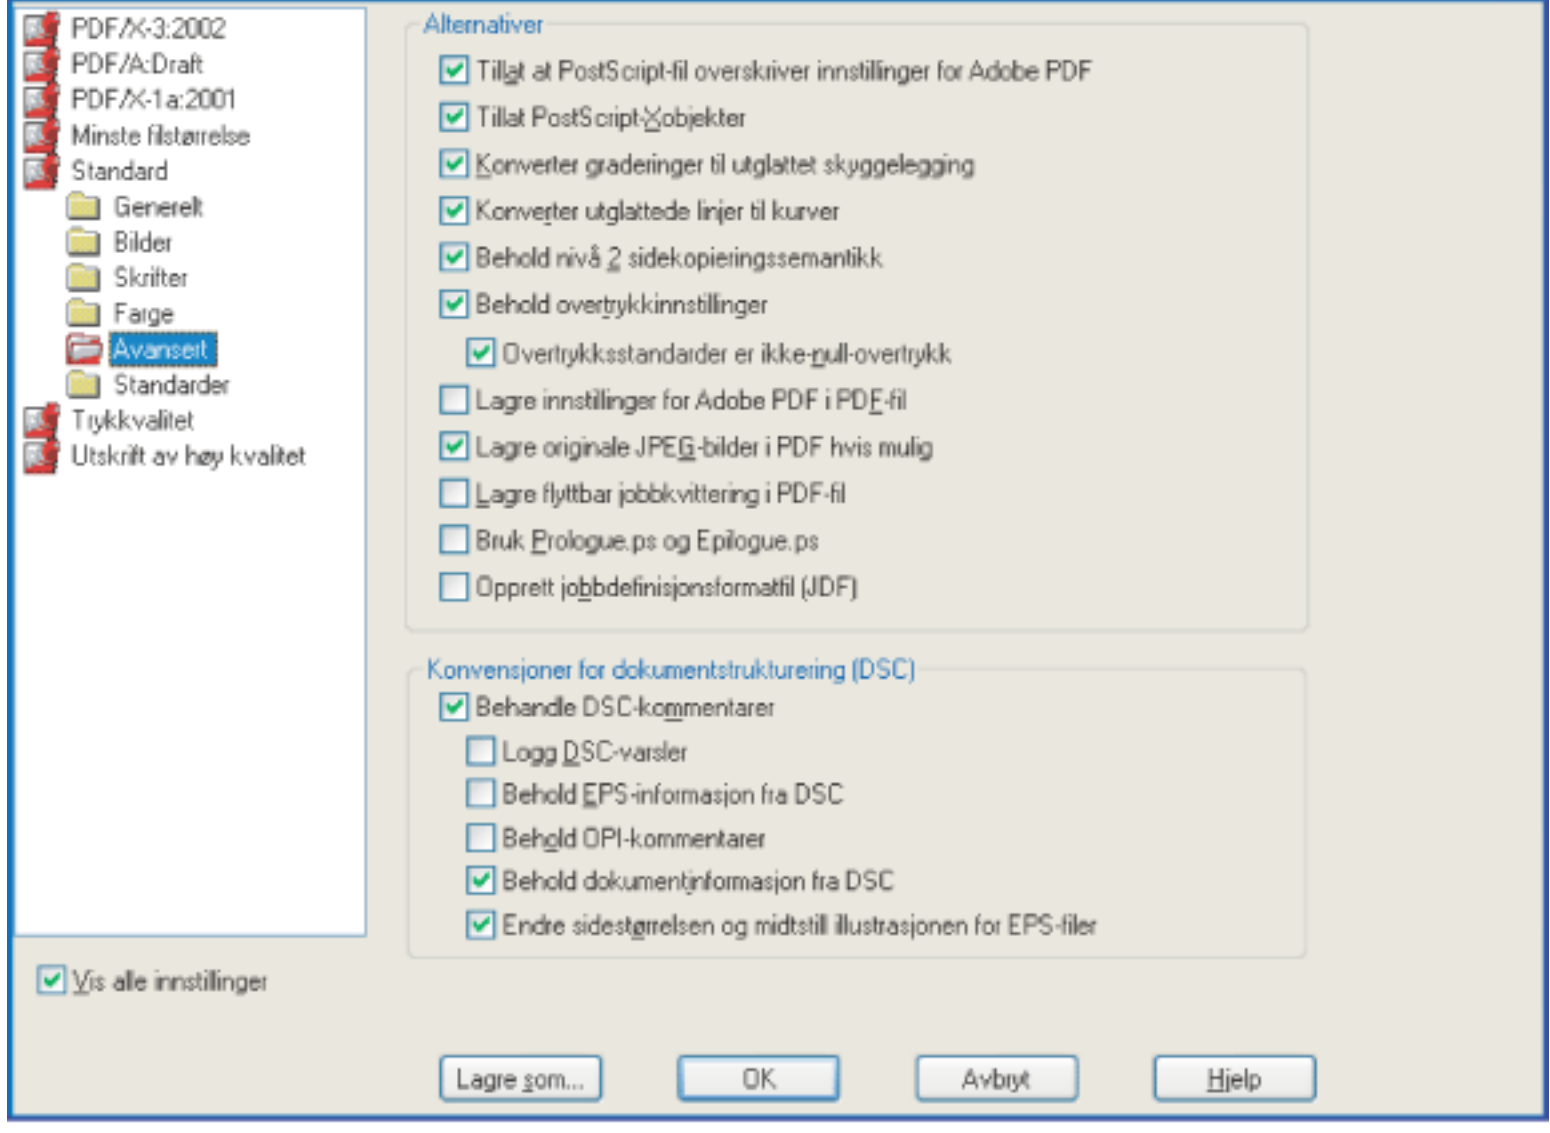 PDF/X-3:2002
PDF/A:Draft
PDF/X-1a:2001
Minste filstørrelse
Standard
Generelt
Bilder
Skrifter
Farge
Avansert
Standarder
Trykkvalitet
Utskrift av høy kvalitet
Vis alle innstillinger
Alternativer
Tillat at PostScript-fil overskriver innstillinger for Adobe PDF
Tillat PostScript-Xobjekter
Konverter graderinger til utglattet skyggelegging
Konverter utglattede linjer til kurver
Behold nivå 2 sidekopieringssemantikk
Behold overtrykkinnstillinger
Overtrykksstandarder er ikke-null-overtrykk
Lagre innstillinger for Adobe PDF i PDF-fil
Lagre originale JPEG-bilder i PDF hvis mulig
Lagre flyttbar jobbkvittering i PDF-fil
Bruk Prologue.ps og Epilogue.ps
Opprett jobbdefinisjonsformatfil (JDF)
Konvensjoner for dokumentstrukturering (DSC)
Behandle DSC-kommentarer
Logg DSC-varsler
Behold EPS-informasjon fra DSC
Behold OPI-kommentarer
Behold dokumentinformasjon fra DSC
Endre sidestørrelsen og midtstill illustrasjonen for EPS-filer
Lagre som...
OK
Avbryt
Hjelp